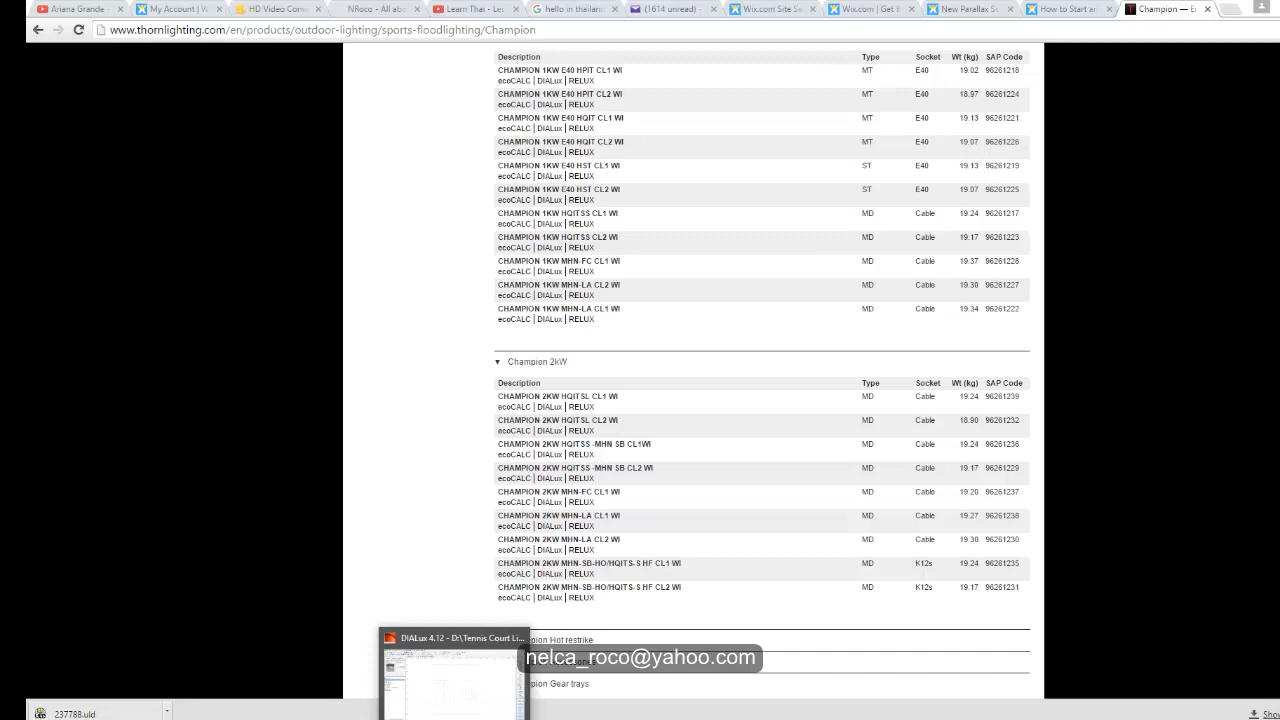 Ariana Grande -
My Account | V
HD Video Conv
NRoco - All abo
Learn Thai - Les
hello in thailand
(1614 unread) -
Wix.com Site Se
Wix.com | Get B
New Parallax Sc
How to Start an
Champion — E
www.thornlighting.com/en/products/outdoor-lighting/sports-floodlighting/Champion
Description Type Socket Wt (kg) SAP Code
CHAMPION 1KW E40 HPIT CL1 WI MT E40 19.02 96261218
ecoCALC | DIALux | RELUX
CHAMPION 1KW E40 HPIT CL2 WI MT E40 18.97 96261224
ecoCALC | DIALux | RELUX
CHAMPION 1KW E40 HQIT CL1 WI MT E40 19.13 96261221
ecoCALC | DIALux | RELUX
CHAMPION 1KW E40 HQIT CL2 WI MT E40 19.07 96261226
ecoCALC | DIALux | RELUX
CHAMPION 1KW E40 HST CL1 WI ST E40 19.13 96261219
ecoCALC | DIALux | RELUX
CHAMPION 1KW E40 HST CL2 WI ST E40 19.07 96261225
ecoCALC | DIALux | RELUX
CHAMPION 1KW HQITSS CL1 WI MD Cable 19.24 96261217
ecoCALC | DIALux | RELUX
CHAMPION 1KW HQITSS CL2 WI MD Cable 19.17 96261223
ecoCALC | DIALux | RELUX
CHAMPION 1KW MHN-FC CL1 WI MD Cable 19.37 96261228
ecoCALC | DIALux | RELUX
CHAMPION 1KW MHN-LA CL2 WI MD Cable 19.30 96261227
ecoCALC | DIALux | RELUX
CHAMPION 1KW MHN-LA CL1 WI MD Cable 19.34 96261222
ecoCALC | DIALux | RELUX
▼ Champion 2kW
Description Type Socket Wt (kg) SAP Code
CHAMPION 2KW HQITSL CL1 WI MD Cable 19.24 96261239
ecoCALC | DIALux | RELUX
CHAMPION 2KW HQITSL CL2 WI MD Cable 18.90 96261232
ecoCALC | DIALux | RELUX
CHAMPION 2KW HQITSS -MHN SB CL1WI MD Cable 19.24 96261236
ecoCALC | DIALux | RELUX
CHAMPION 2KW HQITSS -MHN SB CL2 WI MD Cable 19.17 96261229
ecoCALC | DIALux | RELUX
CHAMPION 2KW MHN-FC CL1 WI MD Cable 19.20 96261237
ecoCALC | DIALux | RELUX
CHAMPION 2KW MHN-LA CL1 WI MD Cable 19.27 96261238
ecoCALC | DIALux | RELUX
CHAMPION 2KW MHN-LA CL2 WI MD Cable 19.30 96261230
ecoCALC | DIALux | RELUX
CHAMPION 2KW MHN-SB-HO/HQITS-S HF CL1 WI MD K12s 19.24 96261235
ecoCALC | DIALux | RELUX
CHAMPION 2KW MHN-SB-HO/HQITS-S HF CL2 WI MD K12s 19.17 96261231
ecoCALC | DIALux | RELUX
DIALux 4.12 - D:\Tennis Court Li...
pion Hot restrike
nelca_roco@yahoo.com
pion Gear trays
237788.uld
Show